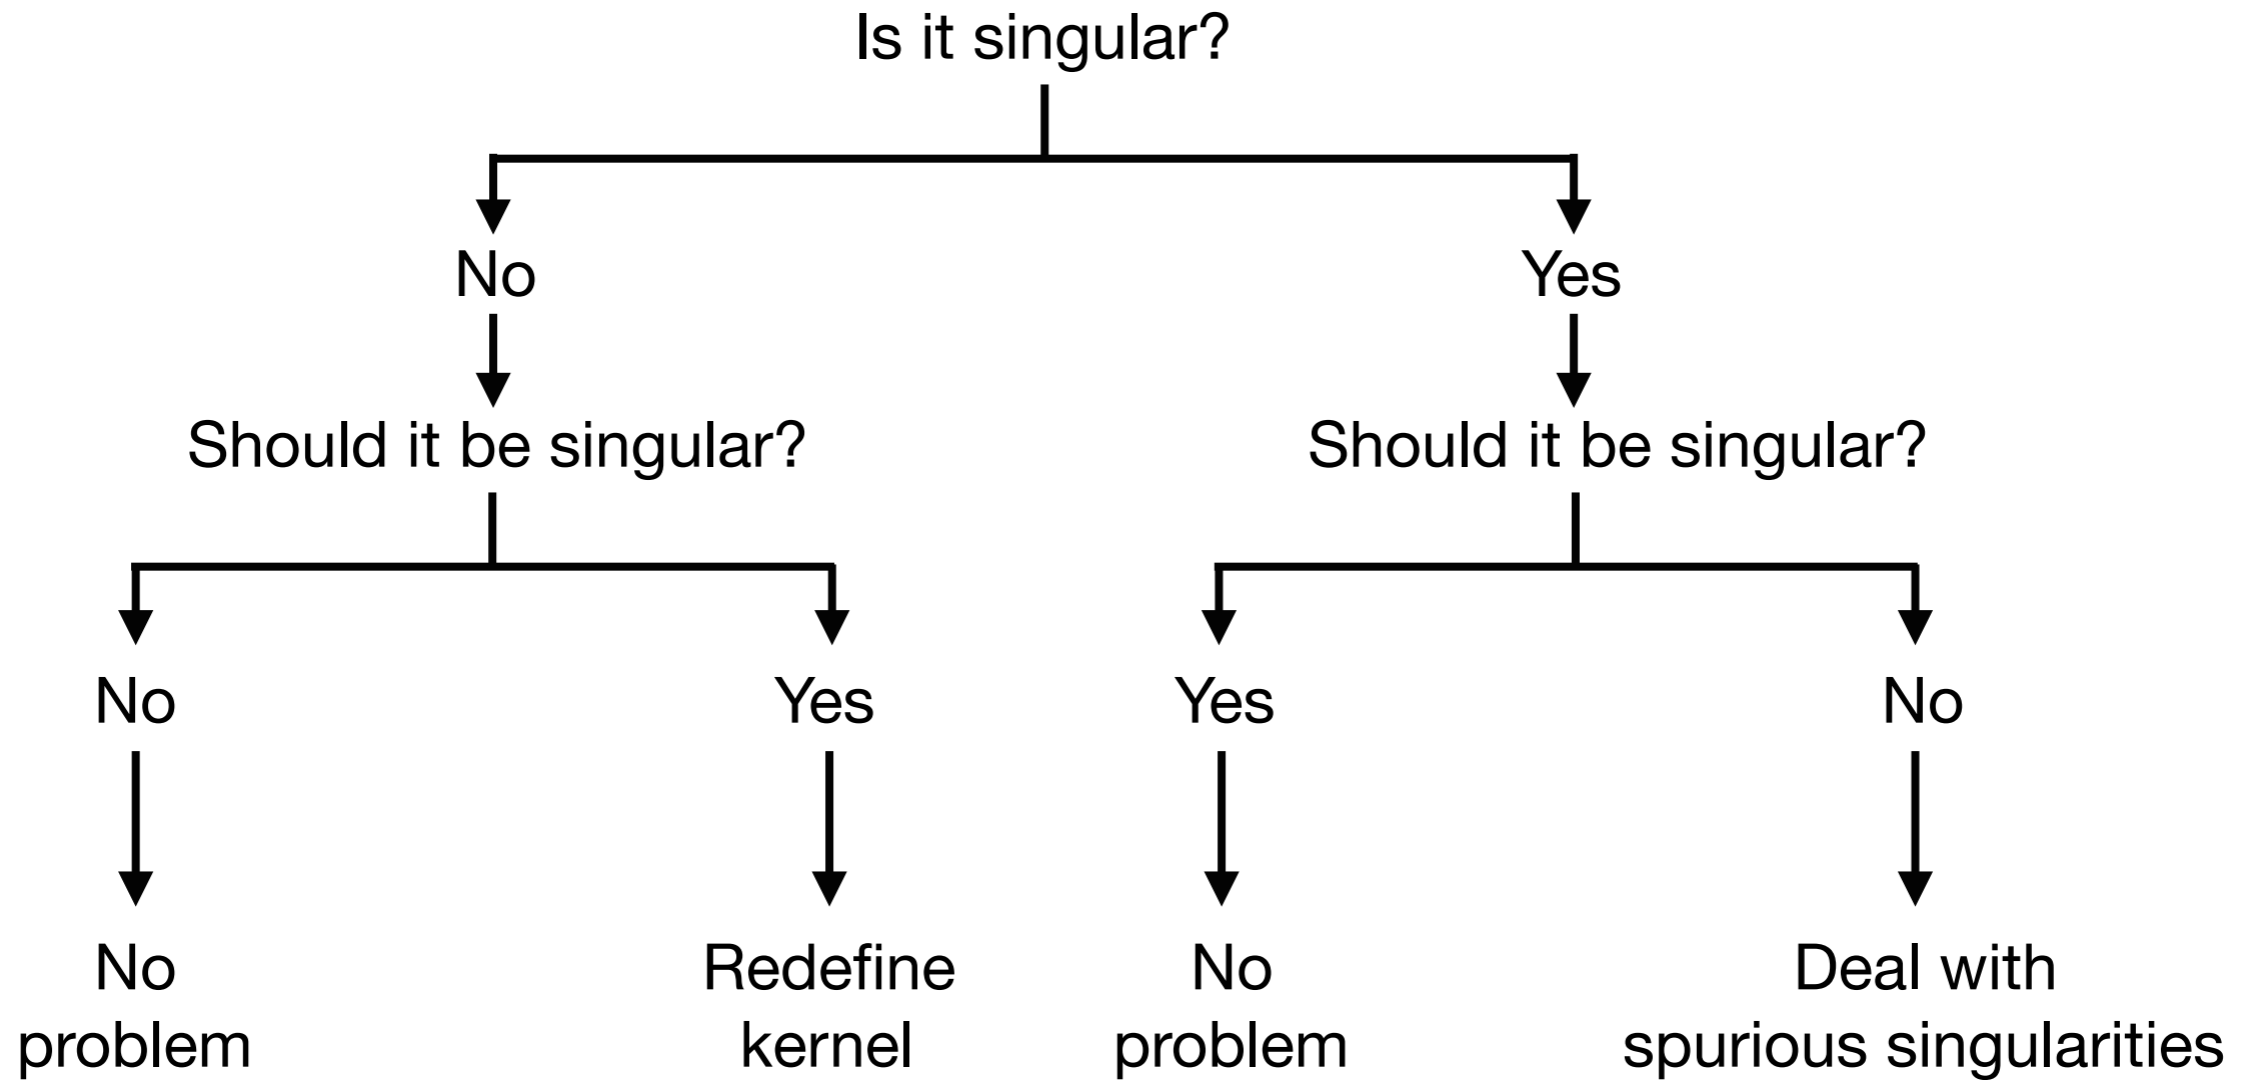 Is it singular?
No
Yes
Should it be singular?
Should it be singular?
No
Yes
Yes
No
No
problem
Redefine
kernel
No
problem
Deal with
spurious singularities